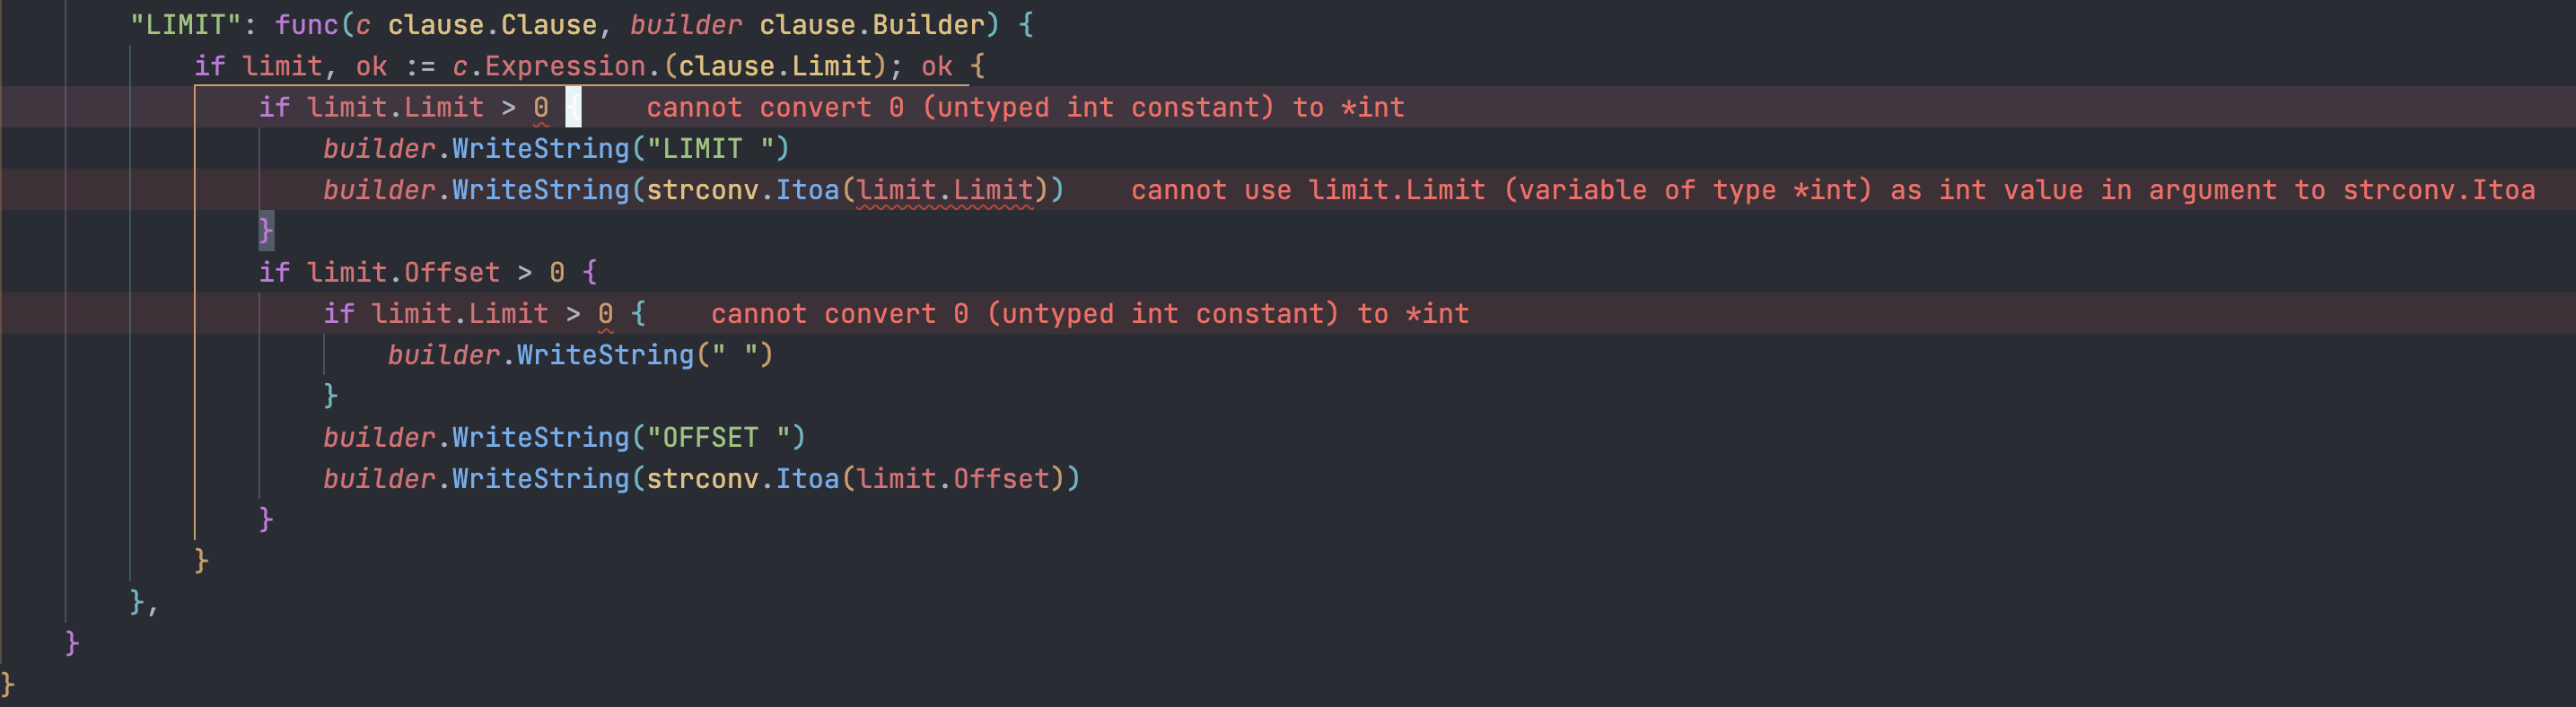 "LIMIT": func(c clause.Clause, builder clause.Builder) {
if limit, ok := c.Expression.(clause.Limit); ok {
if limit.Limit > 0 { cannot convert 0 (untyped int constant) to *int
builder.WriteString("LIMIT ")
builder.WriteString(strconv.Itoa(limit.Limit)) cannot use limit.Limit (variable of type *int) as int value in argument to strconv.Itoa
}
if limit.Offset > 0 {
if limit.Limit > 0 { cannot convert 0 (untyped int constant) to *int
builder.WriteString(" ")
}
builder.WriteString("OFFSET ")
builder.WriteString(strconv.Itoa(limit.Offset))
}
}
},
}
}